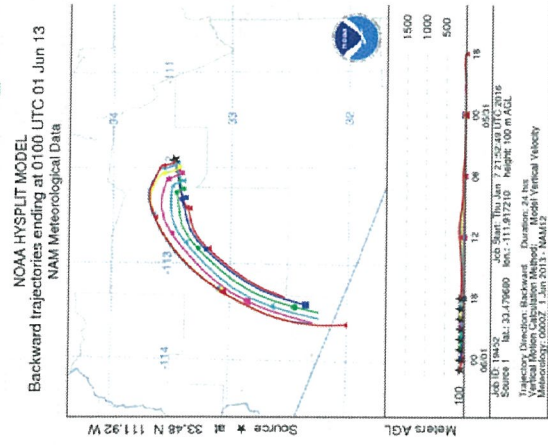 NOAA HYSPLIT MODEL
Backward trajectories ending at 0100 UTC 01 Jun 13
NAM Meteorological Data
Source ★ at 33.48 N 111.92 W
-114
-113
-111
34
33
32
noaa
Meters AGL
100
1500
1000
500
00
18
12
06
00
18
06/01
05/31
Job ID: 19452 Job Start: Thu Jan 7 21:52:49 UTC 2016
Source 1 lat.: 33.479690 lon.: -111.917210 height: 100 m AGL
Trajectory Direction: Backward Duration: 24 hrs
Vertical Motion Calculation Method: Model Vertical Velocity
Meteorology: 0000Z 1 Jun 2013 - NAM12